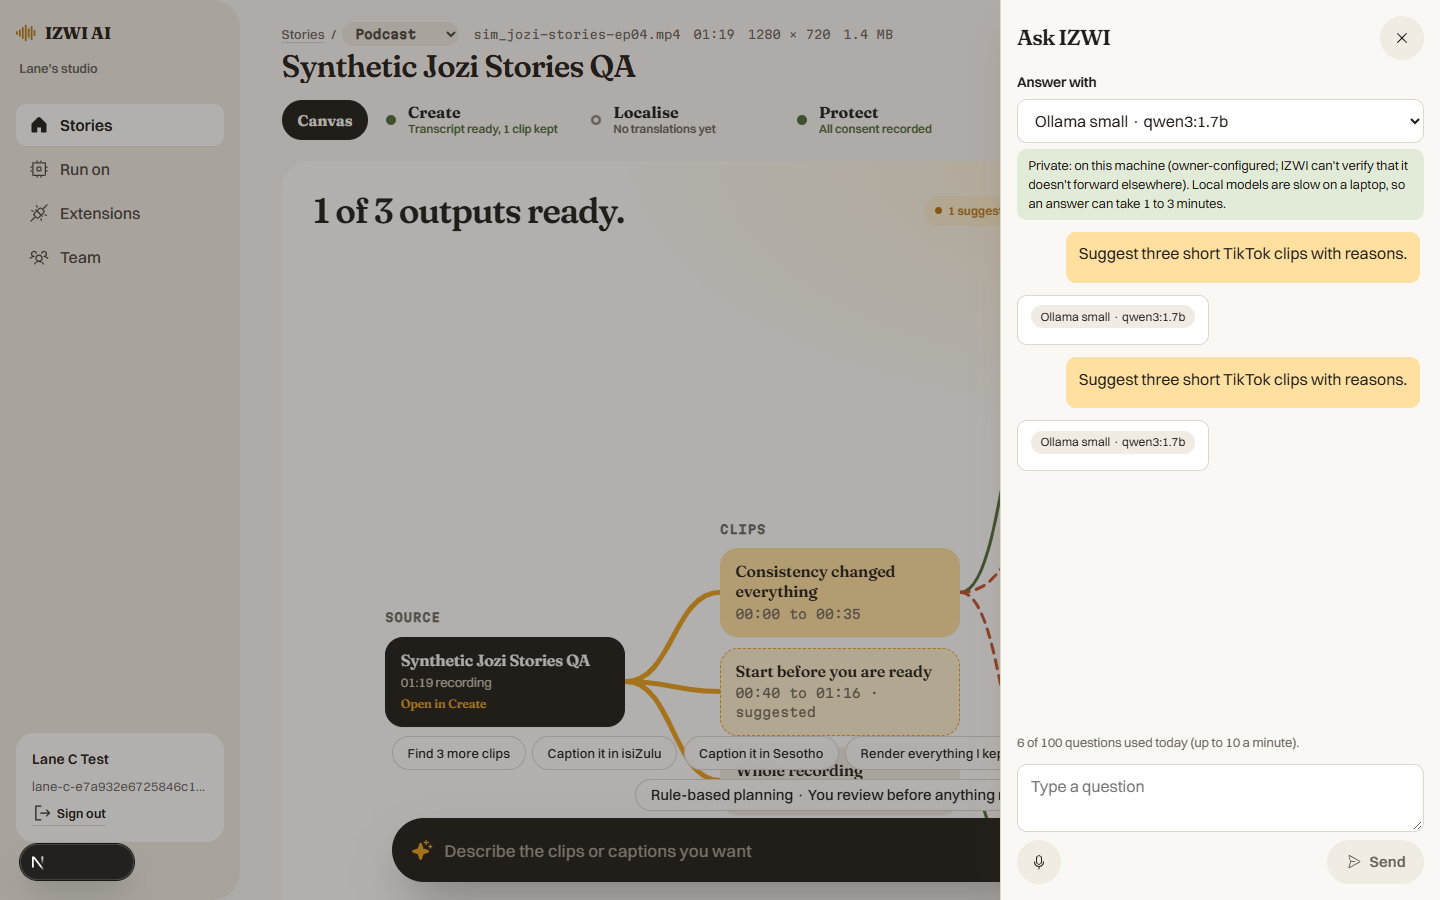 IZWI AI
Lane's studio
Stories
Run on
Extensions
Team
Lane C Test
lane-c-e7a932e6725846c1...
Sign out
N
Stories / Podcast sim_jozi-stories-ep04.mp4 01:19 1280 × 720 1.4 MB
Synthetic Jozi Stories QA
Canvas
Create
Transcript ready, 1 clip kept
Localise
No translations yet
Protect
All consent recorded
1 of 3 outputs ready.
1 suggest
SOURCE
Synthetic Jozi Stories QA
01:19 recording
Open in Create
CLIPS
Consistency changed
everything
00:00 to 00:35
Start before you are ready
00:40 to 01:16 ·
suggested
Whole recording
Find 3 more clips
Caption it in isiZulu
Caption it in Sesotho
Render everything I kep
Rule-based planning · You review before anything
Describe the clips or captions you want
Ask IZWI
Answer with
Ollama small · qwen3:1.7b
Private: on this machine (owner-configured; IZWI can't verify that it
doesn't forward elsewhere). Local models are slow on a laptop, so
an answer can take 1 to 3 minutes.
Suggest three short TikTok clips with reasons.
Ollama small · qwen3:1.7b
Suggest three short TikTok clips with reasons.
Ollama small · qwen3:1.7b
6 of 100 questions used today (up to 10 a minute).
Type a question
Send